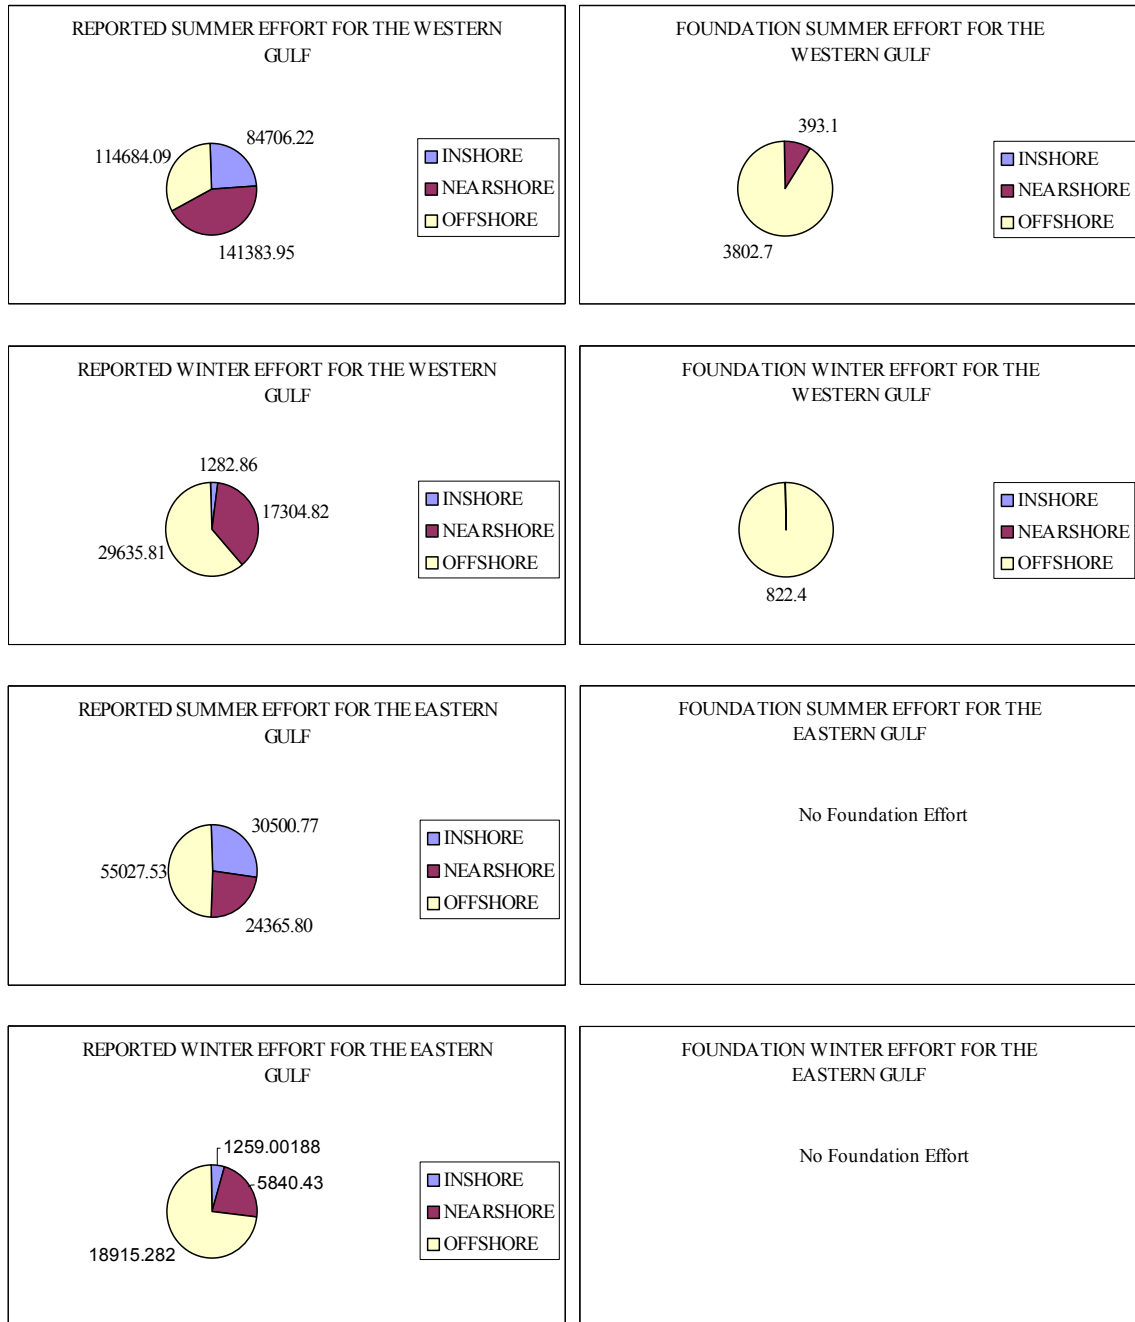 REPORTED SUMMER EFFORT FOR THE WESTERN
GULF
84706.22
114684.09
141383.95
INSHORE
NEARSHORE
OFFSHORE
FOUNDATION SUMMER EFFORT FOR THE
WESTERN GULF
393.1
3802.7
INSHORE
NEARSHORE
OFFSHORE
REPORTED WINTER EFFORT FOR THE WESTERN
GULF
1282.86
17304.82
29635.81
INSHORE
NEARSHORE
OFFSHORE
FOUNDATION WINTER EFFORT FOR THE
WESTERN GULF
822.4
INSHORE
NEARSHORE
OFFSHORE
REPORTED SUMMER EFFORT FOR THE EASTERN
GULF
30500.77
55027.53
24365.80
INSHORE
NEARSHORE
OFFSHORE
FOUNDATION SUMMER EFFORT FOR THE
EASTERN GULF
No Foundation Effort
REPORTED WINTER EFFORT FOR THE EASTERN
GULF
1259.00188
5840.43
18915.282
INSHORE
NEARSHORE
OFFSHORE
FOUNDATION WINTER EFFORT FOR THE
EASTERN GULF
No Foundation Effort